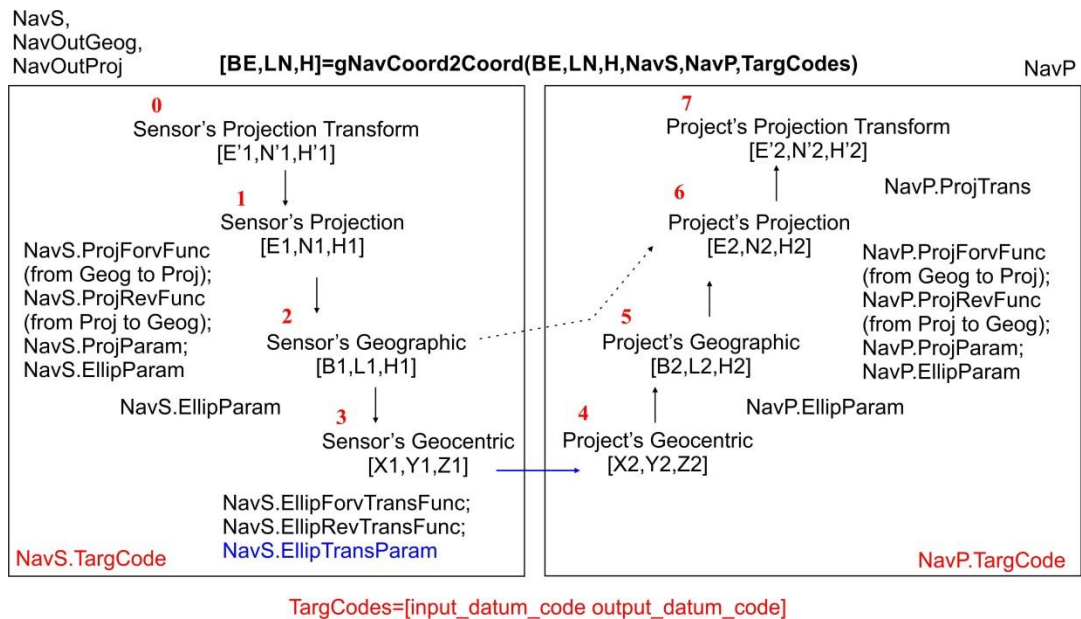 NavS,
NavOutGeog,
NavOutProj
[BE,LN,H]=gNavCoord2Coord(BE,LN,H,NavS,NavP,TargCodes)
NavP
0
Sensor's Projection Transform
[E'1,N'1,H'1]
1
Sensor's Projection
[E1,N1,H1]
NavS.ProjForvFunc
(from Geog to Proj);
NavS.ProjRevFunc
(from Proj to Geog);
NavS.ProjParam;
NavS.EllipParam
2
Sensor's Geographic
[B1,L1,H1]
NavS.EllipParam
3
Sensor's Geocentric
[X1,Y1,Z1]
NavS.EllipForvTransFunc;
NavS.EllipRevTransFunc;
NavS.EllipTransParam
NavS.TargCode
7
Project's Projection Transform
[E'2,N'2,H'2]
NavP.ProjTrans
6
Project's Projection
[E2,N2,H2]
NavP.ProjForvFunc
(from Geog to Proj);
NavP.ProjRevFunc
(from Proj to Geog);
NavP.ProjParam;
NavP.EllipParam
5
Project's Geographic
[B2,L2,H2]
NavP.EllipParam
4
Project's Geocentric
[X2,Y2,Z2]
NavP.TargCode
TargCodes=[input_datum_code output_datum_code]